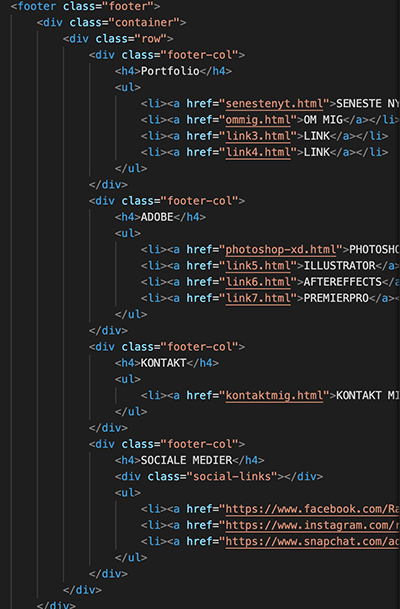 <footer class="footer">
<div class="container">
<div class="row">
<div class="footer-col">
<h4>Portfolio</h4>
<ul>
<li><a href="senestenyt.html">SENESTE NY
<li><a href="ommig.html">OM MIG</a></li>
<li><a href="link3.html">LINK</a></li>
<li><a href="link4.html">LINK</a></li>
</ul>
</div>
<div class="footer-col">
<h4>ADOBE</h4>
<ul>
<li><a href="photoshop-xd.html">PHOTOSHO
<li><a href="link5.html">ILLUSTRATOR</a>
<li><a href="link6.html">AFTEREFFECTS</a
<li><a href="link7.html">PREMIERPRO</a><
</ul>
</div>
<div class="footer-col">
<h4>KONTAKT</h4>
<ul>
<li><a href="kontaktmig.html">KONTAKT MI
</ul>
</div>
<div class="footer-col">
<h4>SOCIALE MEDIER</h4>
<div class="social-links"></div>
<ul>
<li><a href="https://www.facebook.com/Ra
<li><a href="https://www.instagram.com/r
<li><a href="https://www.snapchat.com/ad
</ul>
</div>
</div>
</div>